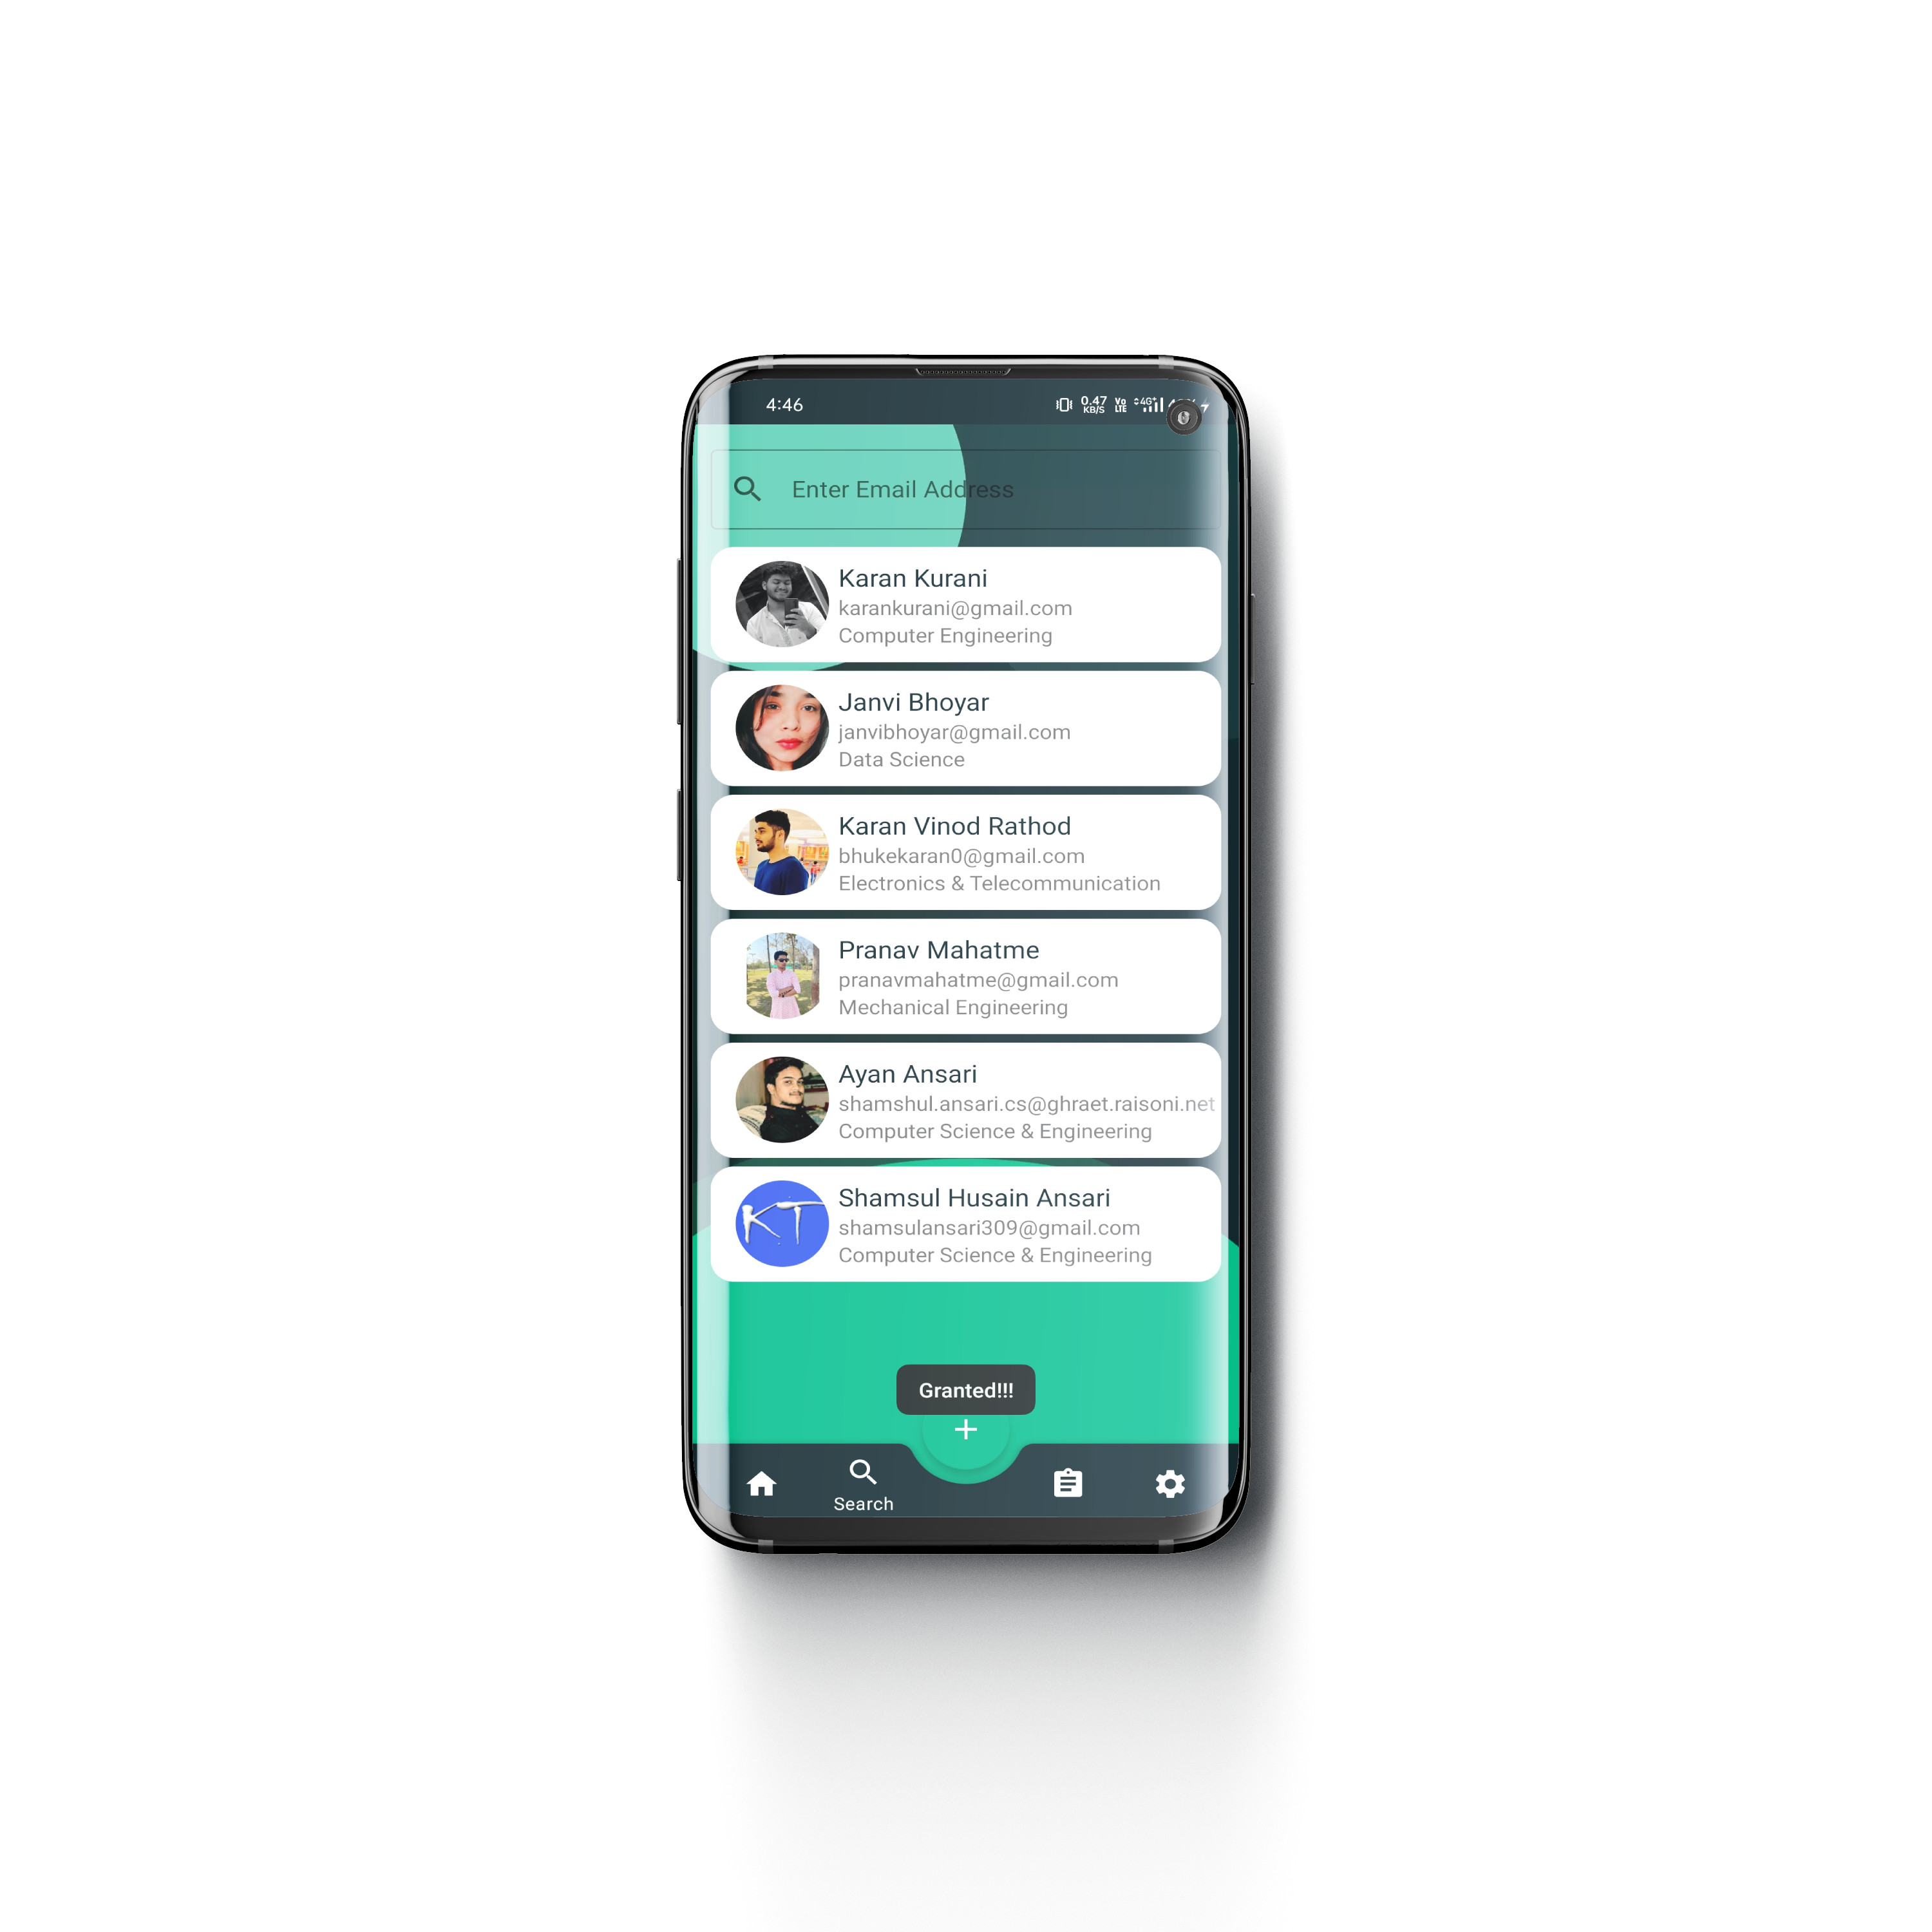 4:46
0.47
KB/S
Vo
LTE
4G+
Enter Email Address
Karan Kurani
karankurani@gmail.com
Computer Engineering
Janvi Bhoyar
janvibhoyar@gmail.com
Data Science
Karan Vinod Rathod
bhukekaran0@gmail.com
Electronics & Telecommunication
Pranav Mahatme
pranavmahatme@gmail.com
Mechanical Engineering
Ayan Ansari
shamshul.ansari.cs@ghraet.raisoni.net
Computer Science & Engineering
KT
Shamsul Husain Ansari
shamsulansari309@gmail.com
Computer Science & Engineering
Granted!!!
+
Search